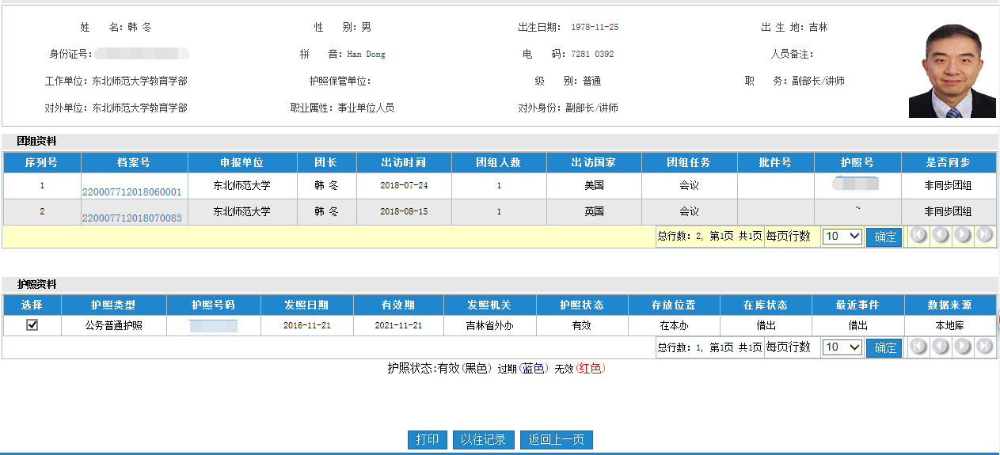 姓 名: 韩 冬 性 别: 男 出生日期: 1978-11-25 出 生 地: 吉林
身份证号: 拼 音: Han Dong 电 码: 7281 0392 人员备注:
工作单位: 东北师范大学教育学部 护照保管单位: 级 别: 普通 职 务: 副部长/讲师
对外单位: 东北师范大学教育学部 职业属性: 事业单位人员 对外身份: 副部长/讲师
团组资料
序列号 档案号 申报单位 团长 出访时间 团组人数 出访国家 团组任务 批件号 护照号 是否同步
1 220007712018060001 东北师范大学 韩 冬 2018-07-24 1 美国 会议 非同步团组
2 220007712018070083 东北师范大学 韩 冬 2018-08-15 1 英国 会议 ~ 非同步团组
总行数: 2, 第1页 共1页 每页行数 10 确定
护照资料
选择 护照类型 护照号码 发照日期 有效期 发照机关 护照状态 存放位置 在库状态 最近事件 数据来源
公务普通护照 2016-11-21 2021-11-21 吉林省外办 有效 在本办 借出 借出 本地库
总行数: 1, 第1页 共1页 每页行数 10 确定
护照状态:有效(黑色) 过期(蓝色) 无效(红色)
打印 以往记录 返回上一页